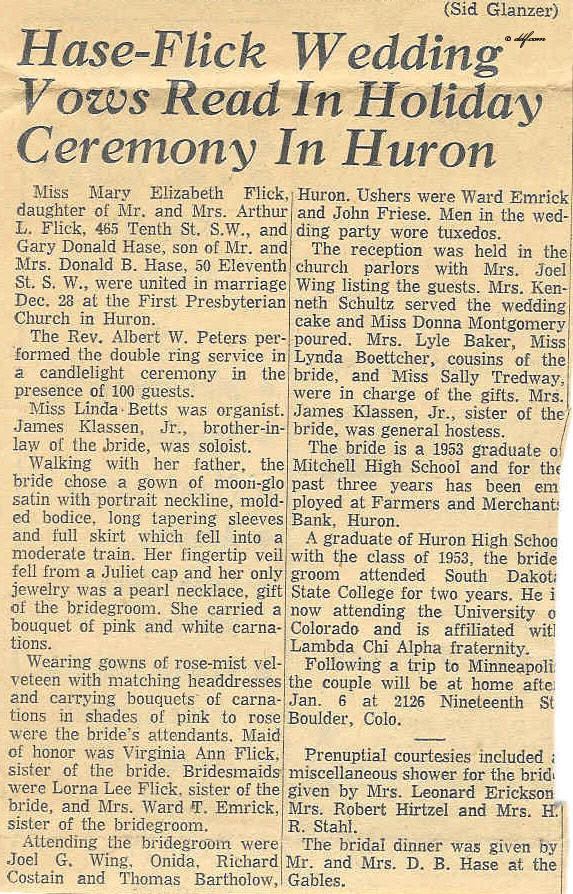 (Sid Glanzer)
© ddf.com
Hase-Flick Wedding
Vows Read In Holiday
Ceremony In Huron
Miss Mary Elizabeth Flick,
daughter of Mr. and Mrs. Arthur
L. Flick, 465 Tenth St. S.W., and
Gary Donald Hase, son of Mr. and
Mrs. Donald B. Hase, 50 Eleventh
St. S. W., were united in marriage
Dec. 28 at the First Presbyterian
Church in Huron.
The Rev. Albert W. Peters per-
formed the double ring service in
a candlelight ceremony in the
presence of 100 guests.
Miss Linda Betts was organist.
James Klassen, Jr., brother-in-
law of the bride, was soloist.
Walking with her father, the
bride chose a gown of moon-glo
satin with portrait neckline, mold-
ed bodice, long tapering sleeves
and full skirt which fell into a
moderate train. Her fingertip veil
fell from a Juliet cap and her only
jewelry was a pearl necklace, gift
of the bridegroom. She carried a
bouquet of pink and white carna-
tions.
Wearing gowns of rose-mist vel-
veteen with matching headdresses
and carrying bouquets of carna-
tions in shades of pink to rose
were the bride's attendants. Maid
of honor was Virginia Ann Flick,
sister of the bride. Bridesmaids
were Lorna Lee Flick, sister of the
bride, and Mrs. Ward T. Emrick,
sister of the bridegroom.
Attending the bridegroom were
Joel G. Wing, Onida, Richard
Costain and Thomas Bartholow,
Huron. Ushers were Ward Emrick
and John Friese. Men in the wed-
ding party wore tuxedos.
The reception was held in the
church parlors with Mrs. Joel
Wing listing the guests. Mrs. Ken-
neth Schultz served the wedding
cake and Miss Donna Montgomery
poured. Mrs. Lyle Baker, Miss
Lynda Boettcher, cousins of the
bride, and Miss Sally Tredway,
were in charge of the gifts. Mrs.
James Klassen, Jr., sister of the
bride, was general hostess.
The bride is a 1953 graduate o
Mitchell High School and for the
past three years has been em
ployed at Farmers and Merchants
Bank, Huron.
A graduate of Huron High Schoo
with the class of 1953, the bride
groom attended South Dakota
State College for two years. He i
now attending the University o
Colorado and is affiliated with
Lambda Chi Alpha fraternity.
Following a trip to Minneapoli
the couple will be at home afte
Jan. 6 at 2126 Nineteenth St
Boulder, Colo.
Prenuptial courtesies included a
miscellaneous shower for the brid
given by Mrs. Leonard Erickson
Mrs. Robert Hirtzel and Mrs. H.
R. Stahl.
The bridal dinner was given by
Mr. and Mrs. D. B. Hase at the
Gables.